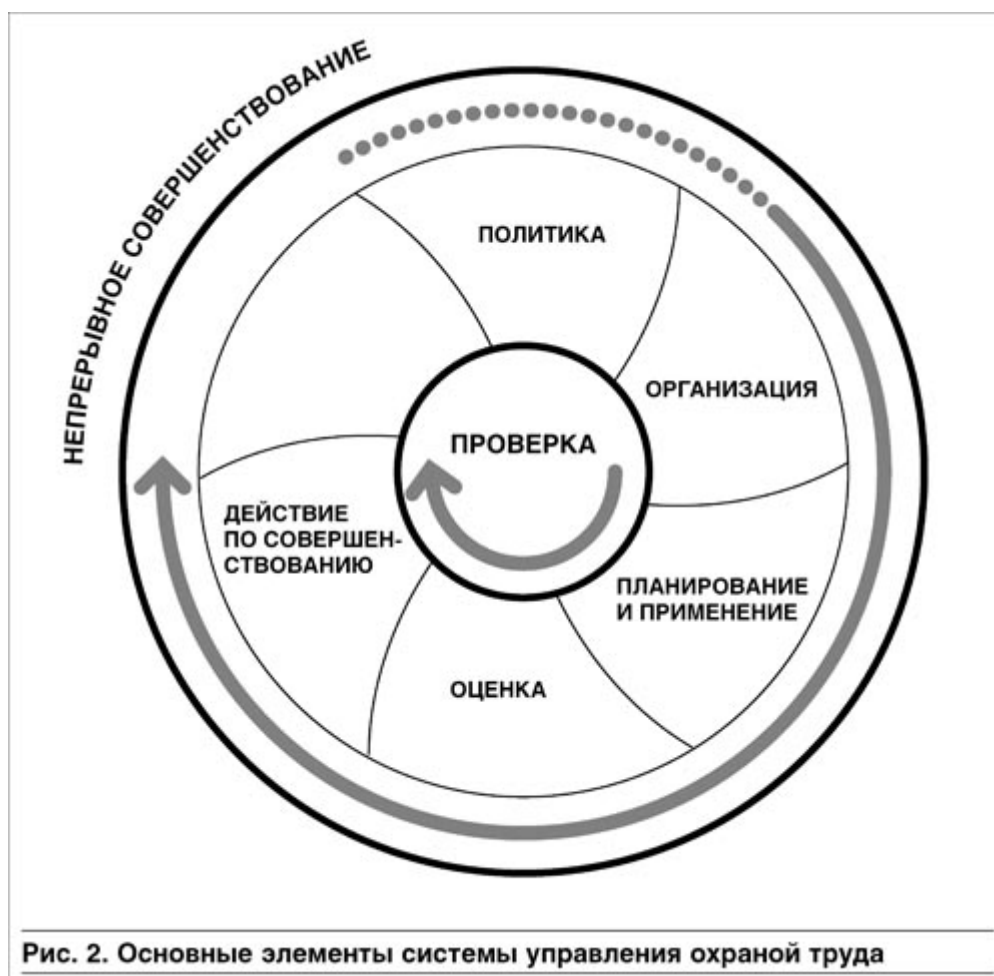 НЕПРЕРЫВНОЕ СОВЕРШЕНСТВОВАНИЕ
ПОЛИТИКА
ОРГАНИЗАЦИЯ
ПРОВЕРКА
ДЕЙСТВИЕ
ПО СОВЕРШЕН-
СТВОВАНИЮ
ПЛАНИРОВАНИЕ
И ПРИМЕНЕНИЕ
ОЦЕНКА
Рис. 2. Основные элементы системы управления охраной труда